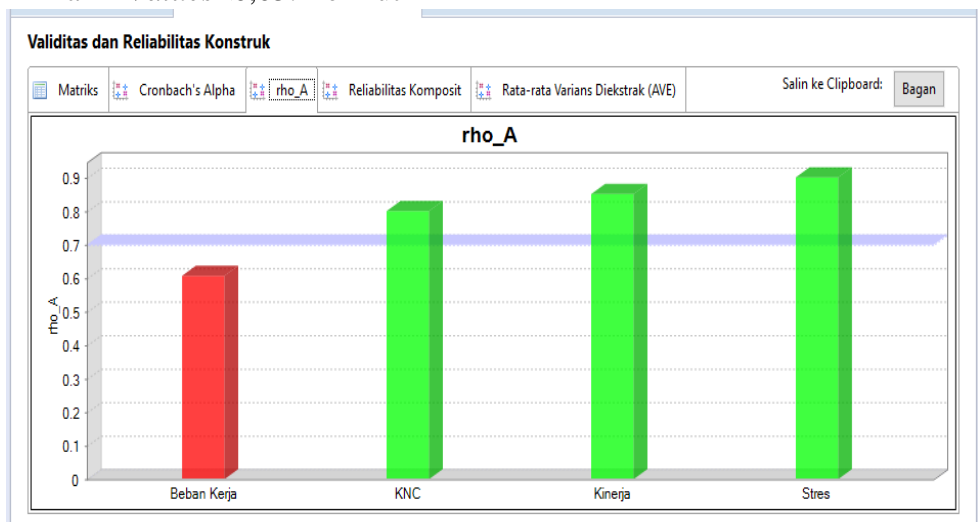 Validitas dan Reliabilitas Konstruk
Matriks Cronbach's Alpha rho_A Reliabilitas Komposit Rata-rata Varians Diekstrak (AVE) Salin ke Clipboard: Bagan
rho_A
0.9
0.8
0.7
0.6
0.5
0.4
0.3
0.2
0.1
0
rho_A
Beban Kerja KNC Kinerja Stres